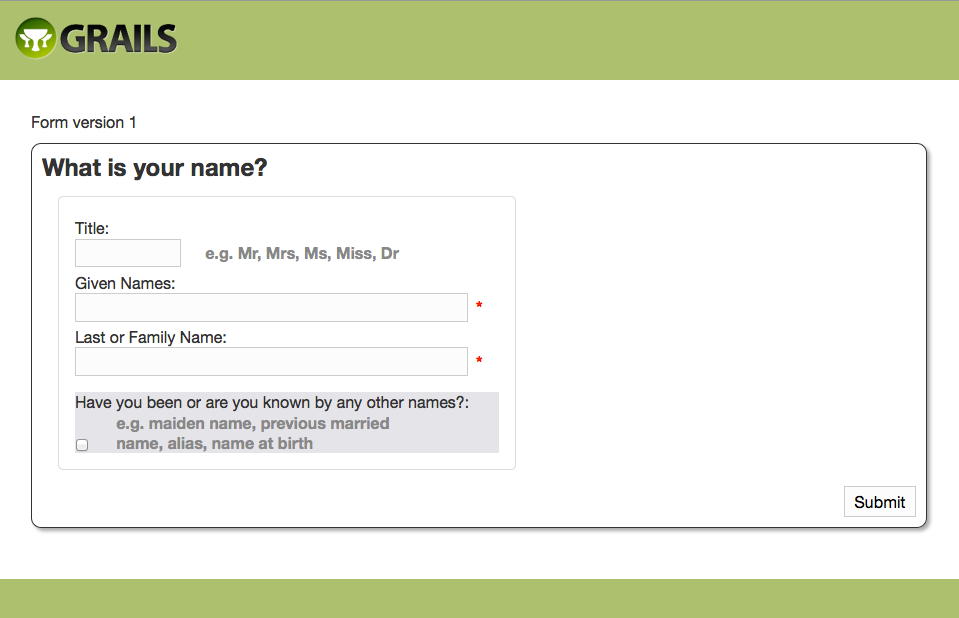 GRAILS
Form version 1
What is your name?
Title:
e.g. Mr, Mrs, Ms, Miss, Dr
Given Names:
*
Last or Family Name:
*
Have you been or are you known by any other names?:
e.g. maiden name, previous married
name, alias, name at birth
Submit